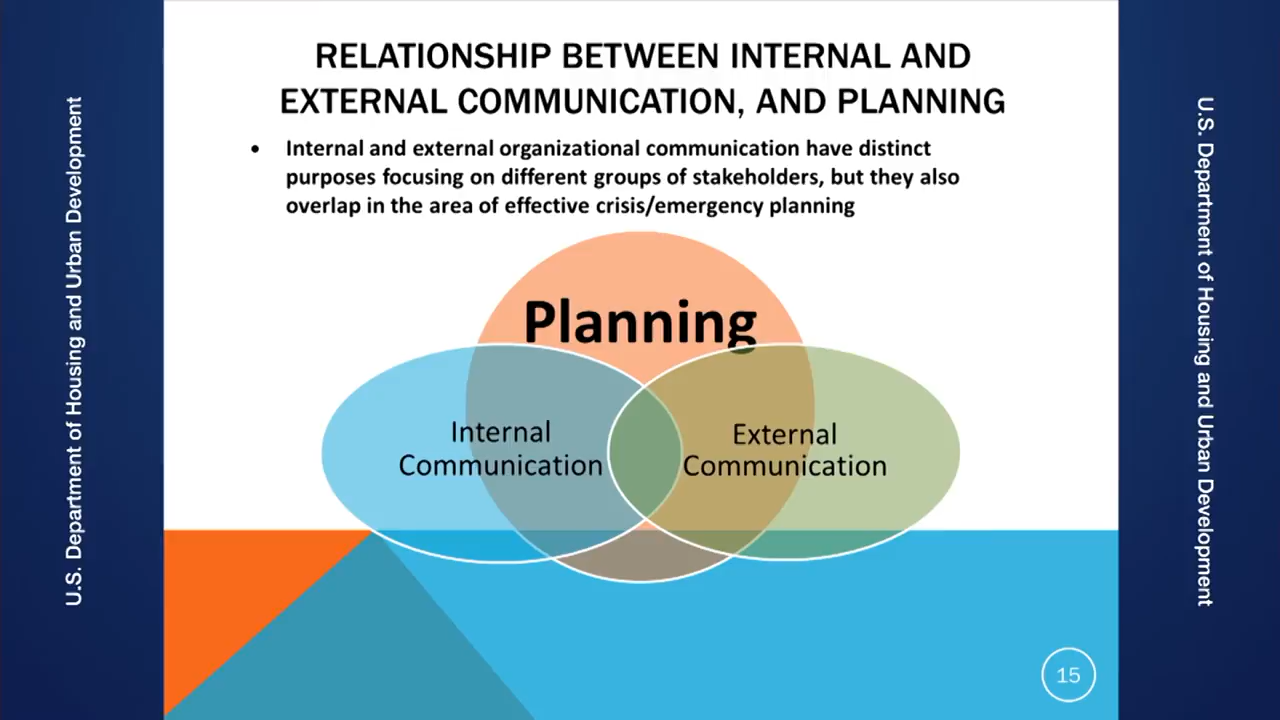 RELATIONSHIP BETWEEN INTERNAL AND
EXTERNAL COMMUNICATION, AND PLANNING
• Internal and external organizational communication have distinct
purposes focusing on different groups of stakeholders, but they also
overlap in the area of effective crisis/emergency planning
Planning
Internal
Communication
External
Communication
15
U.S. Department of Housing and Urban Development
U.S. Department of Housing and Urban Development